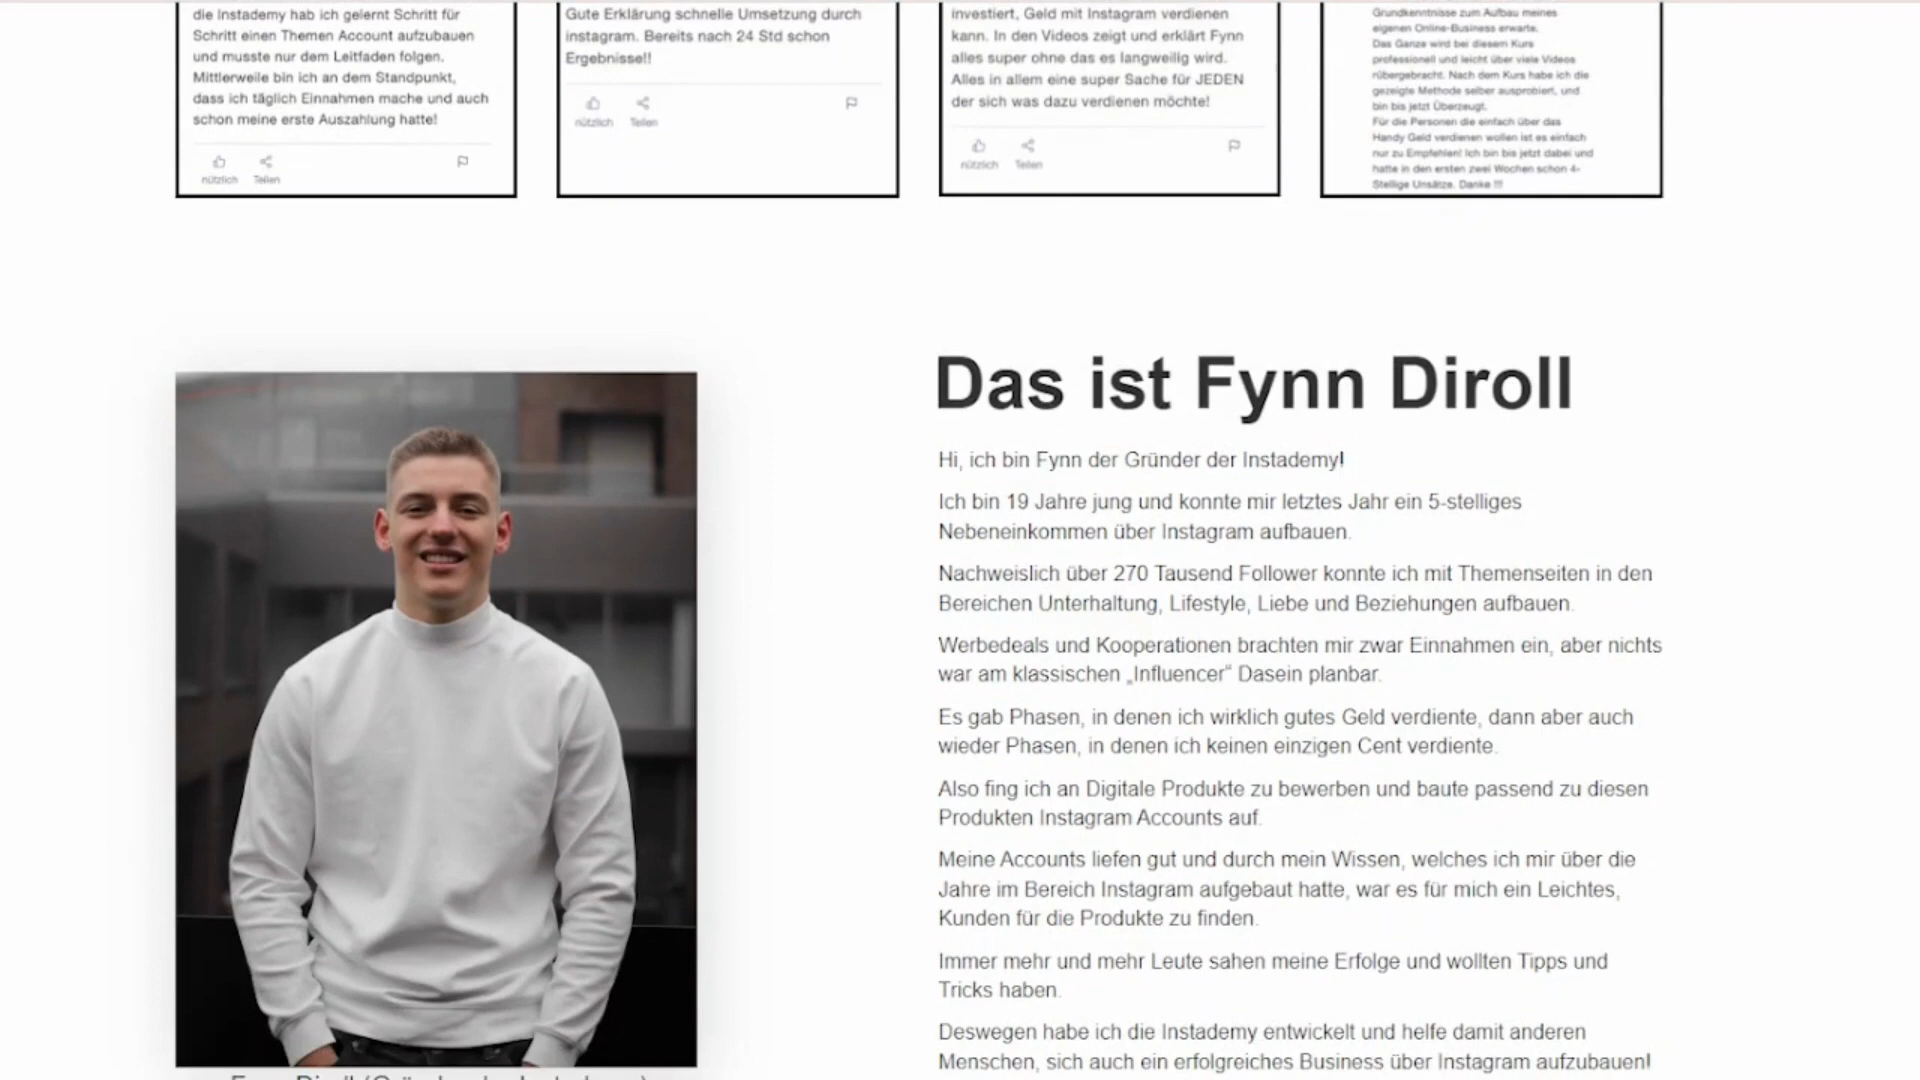 die Instademy hab ich gelernt Schritt für
Schritt einen Themen Account aufzubauen
und musste nur dem Leitfaden folgen.
Mittlerweile bin ich an dem Standpunkt,
dass ich täglich Einnahmen mache und auch
schon meine erste Auszahlung hatte!
nützlich Teilen
Gute Erklärung schnelle Umsetzung durch
instagram. Bereits nach 24 Std schon
Ergebnisse!!
nützlich Teilen
investiert, Geld mit Instagram verdienen
kann. In den Videos zeigt und erklärt Fynn
alles super ohne das es langweilig wird.
Alles in allem eine super Sache für JEDEN
der sich was dazu verdienen möchte!
nützlich Teilen
Grundkenntnisse zum Aufbau meines
eigenen Online-Business erwarte.
Das Ganze wird bei diesem Kurs
professionell und leicht über viele Videos
rübergebracht. Nach dem Kurs habe ich die
gezeigte Methode selber ausprobiert, und
bin bis jetzt Überzeugt.
Für die Personen die einfach über das
Handy Geld verdienen wollen ist es einfach
nur zu Empfehlen! Ich bin bis jetzt dabei und
hatte in den ersten zwei Wochen schon 4-
Stellige Umsätze. Danke !!!
Das ist Fynn Diroll
Hi, ich bin Fynn der Gründer der Instademy!
Ich bin 19 Jahre jung und konnte mir letztes Jahr ein 5-stelliges
Nebeneinkommen über Instagram aufbauen.
Nachweislich über 270 Tausend Follower konnte ich mit Themenseiten in den
Bereichen Unterhaltung, Lifestyle, Liebe und Beziehungen aufbauen.
Werbedeals und Kooperationen brachten mir zwar Einnahmen ein, aber nichts
war am klassischen „Influencer“ Dasein planbar.
Es gab Phasen, in denen ich wirklich gutes Geld verdiente, dann aber auch
wieder Phasen, in denen ich keinen einzigen Cent verdiente.
Also fing ich an Digitale Produkte zu bewerben und baute passend zu diesen
Produkten Instagram Accounts auf.
Meine Accounts liefen gut und durch mein Wissen, welches ich mir über die
Jahre im Bereich Instagram aufgebaut hatte, war es für mich ein Leichtes,
Kunden für die Produkte zu finden.
Immer mehr und mehr Leute sahen meine Erfolge und wollten Tipps und
Tricks haben.
Deswegen habe ich die Instademy entwickelt und helfe damit anderen
Menschen, sich auch ein erfolgreiches Business über Instagram aufzubauen!